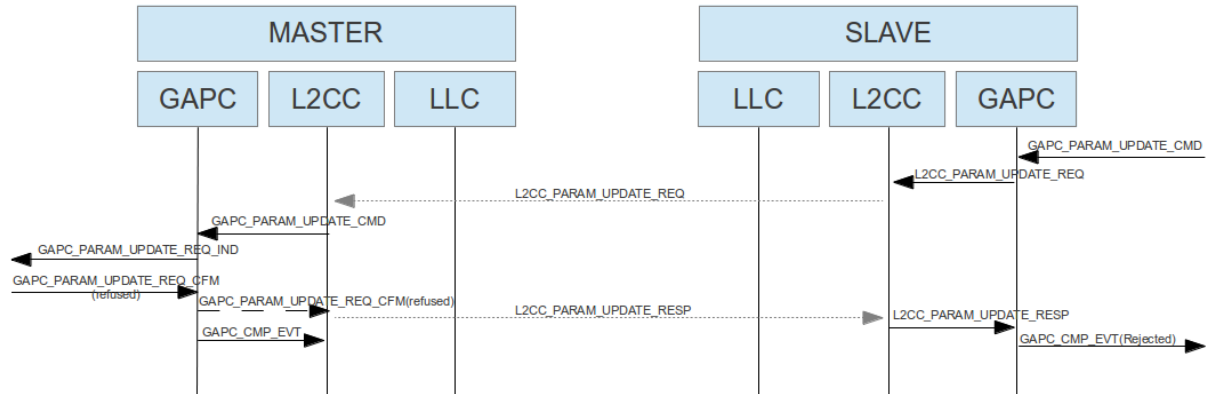 MASTER
SLAVE
GAPC
L2CC
LLC
LLC
L2CC
GAPC
GAPC_PARAM_UPDATE_CMD
L2CC_PARAM_UPDATE_REQ
L2CC_PARAM_UPDATE_REQ
GAPC_PARAM_UPDATE_CMD
GAPC_PARAM_UPDATE_REQ_IND
GAPC_PARAM_UPDATE_REQ_CFM
(refused)
GAPC_PARAM_UPDATE_REQ_CFM(refused)
L2CC_PARAM_UPDATE_RESP
L2CC_PARAM_UPDATE_RESP
GAPC_CMP_EVT
GAPC_CMP_EVT(Rejected)